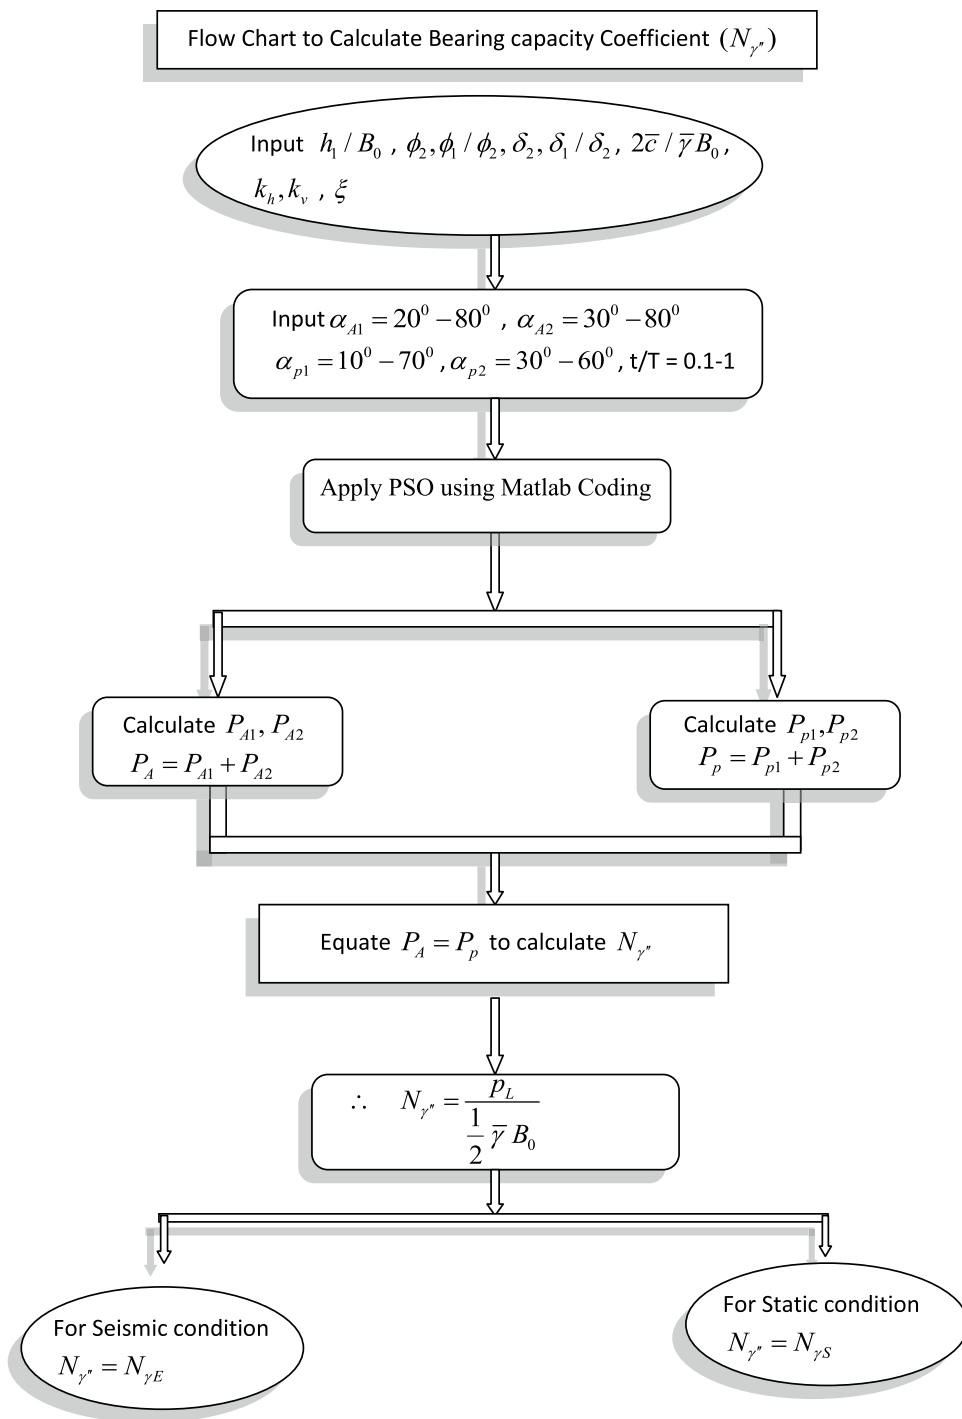 Flow Chart to Calculate Bearing capacity Coefficient (N_γ")
Input h₁ / B₀ , ϕ₂,ϕ₁ / ϕ₂, δ₂, δ₁ / δ₂, 2c̅ / γ̅ B₀ ,
k_h, k_v , ξ
Input α_A1 = 20⁰ – 80⁰ , α_A2 = 30⁰ – 80⁰
α_p1 = 10⁰ – 70⁰ , α_p2 = 30⁰ – 60⁰ , t/T = 0.1-1
Apply PSO using Matlab Coding
Calculate P_A1, P_A2
P_A = P_A1 + P_A2
Calculate P_p1, P_p2
P_p = P_p1 + P_p2
Equate P_A = P_p to calculate N_γ"
∴ N_γ" = p_L / (1/2 γ̅ B₀)
For Seismic condition
N_γ" = N_γE
For Static condition
N_γ" = N_γS